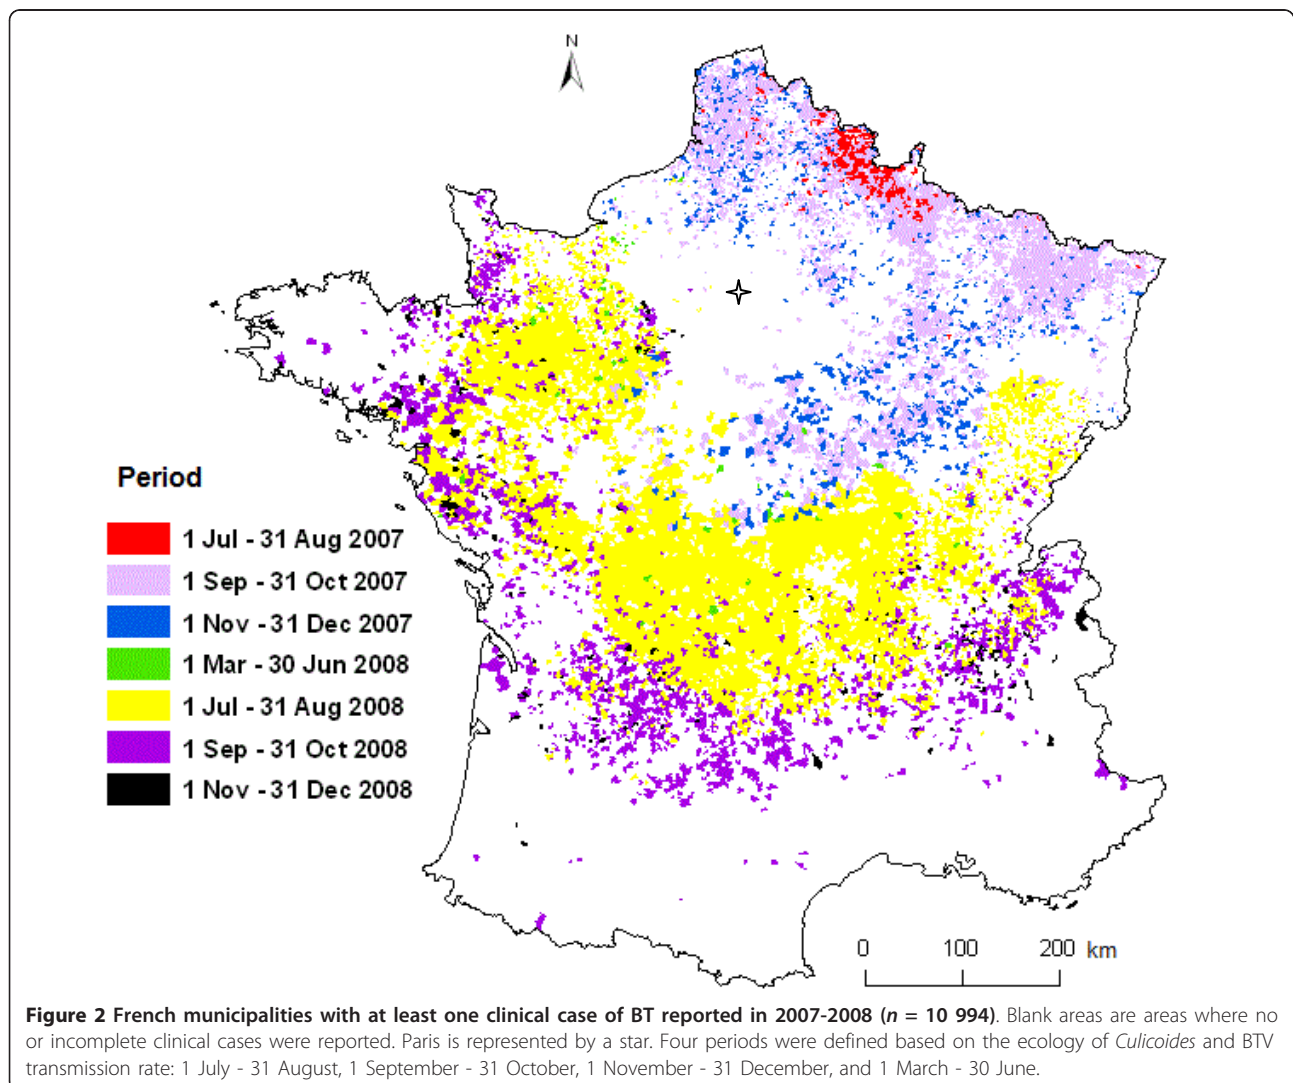 N
Period
1 Jul - 31 Aug 2007
1 Sep - 31 Oct 2007
1 Nov - 31 Dec 2007
1 Mar - 30 Jun 2008
1 Jul - 31 Aug 2008
1 Sep - 31 Oct 2008
1 Nov - 31 Dec 2008
0 100 200 km
Figure 2 French municipalities with at least one clinical case of BT reported in 2007-2008 (n = 10 994). Blank areas are areas where no
or incomplete clinical cases were reported. Paris is represented by a star. Four periods were defined based on the ecology of Culicoides and BTV
transmission rate: 1 July - 31 August, 1 September - 31 October, 1 November - 31 December, and 1 March - 30 June.